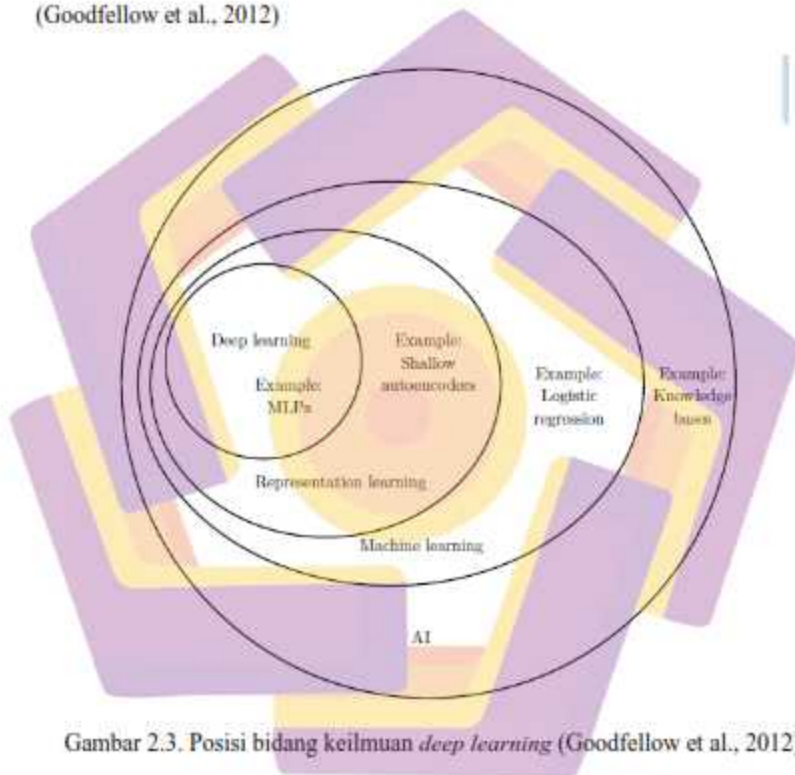 (Goodfellow et al., 2012)
Deep learning
Example:
MLPs
Example:
Shallow
autoencoders
Example:
Logistic
regression
Example:
Knowledge
bases
Representation learning
Machine learning
AI
Gambar 2.3. Posisi bidang keilmuan deep learning (Goodfellow et al., 2012